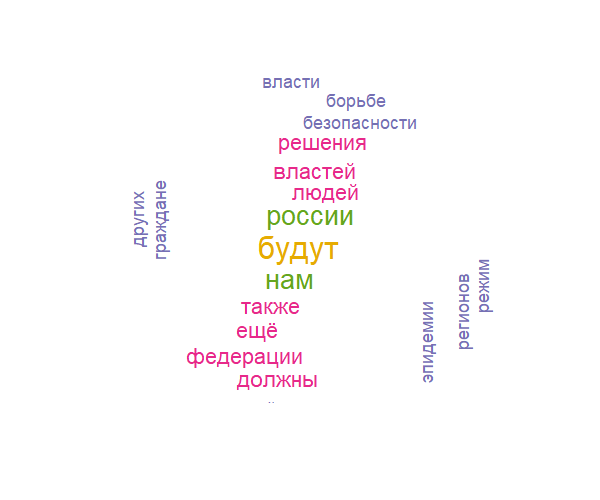 власти
борьбе
безопасности
решения
властей
людей
россии
будут
нам
также
ещё
федерации
должны
других
граждане
эпидемии
регионов
режим